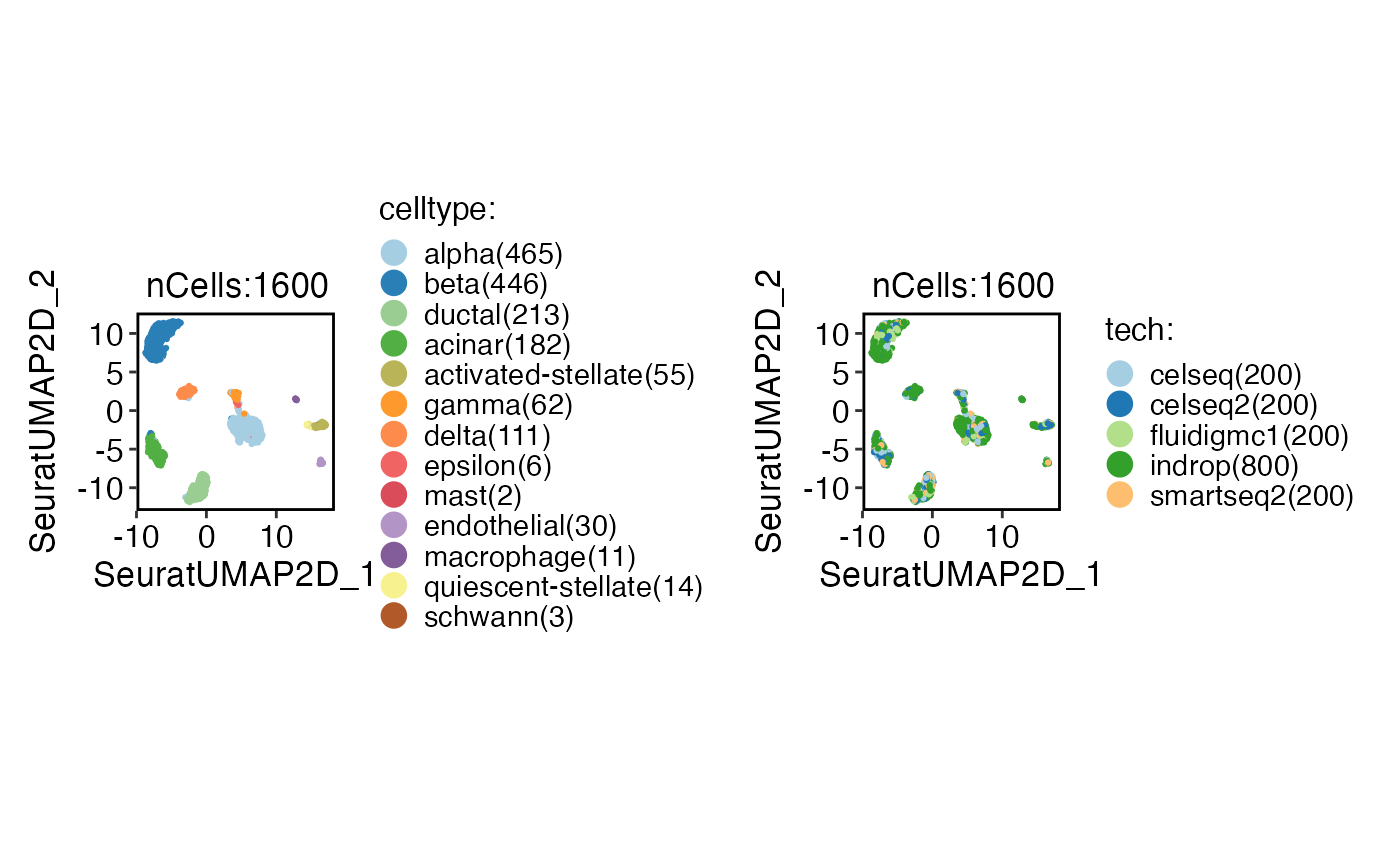 nCells:1600
SeuratUMAP2D_2
10
5
0
-5
-10
-10 0 10
SeuratUMAP2D_1
celltype:
alpha(465)
beta(446)
ductal(213)
acinar(182)
activated-stellate(55)
gamma(62)
delta(111)
epsilon(6)
mast(2)
endothelial(30)
macrophage(11)
quiescent-stellate(14)
schwann(3)
nCells:1600
SeuratUMAP2D_2
10
5
0
-5
-10
-10 0 10
SeuratUMAP2D_1
tech:
celseq(200)
celseq2(200)
fluidigmc1(200)
indrop(800)
smartseq2(200)